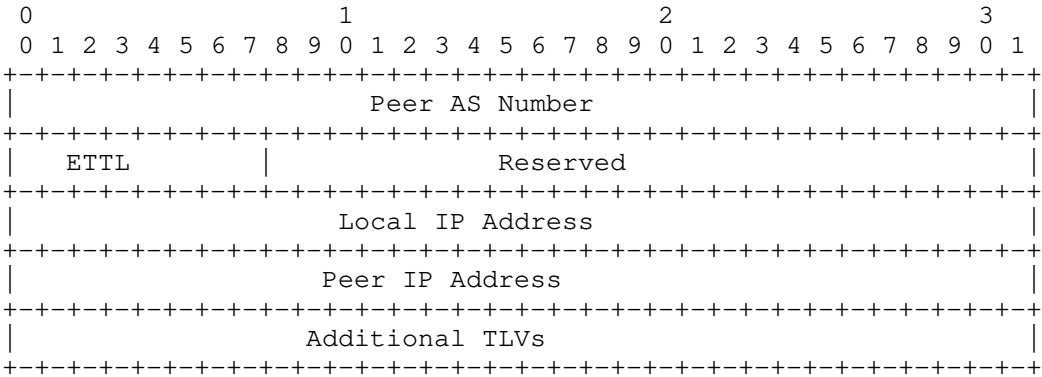 0                   1                   2                   3
 0 1 2 3 4 5 6 7 8 9 0 1 2 3 4 5 6 7 8 9 0 1 2 3 4 5 6 7 8 9 0 1
+-+-+-+-+-+-+-+-+-+-+-+-+-+-+-+-+-+-+-+-+-+-+-+-+-+-+-+-+-+-+-+-+
|                      Peer AS Number                           |
+-+-+-+-+-+-+-+-+-+-+-+-+-+-+-+-+-+-+-+-+-+-+-+-+-+-+-+-+-+-+-+-+
|   ETTL        |              Reserved                         |
+-+-+-+-+-+-+-+-+-+-+-+-+-+-+-+-+-+-+-+-+-+-+-+-+-+-+-+-+-+-+-+-+
|                    Local IP Address                           |
+-+-+-+-+-+-+-+-+-+-+-+-+-+-+-+-+-+-+-+-+-+-+-+-+-+-+-+-+-+-+-+-+
|                   Peer IP Address                             |
+-+-+-+-+-+-+-+-+-+-+-+-+-+-+-+-+-+-+-+-+-+-+-+-+-+-+-+-+-+-+-+-+
|                  Additional TLVs                              |
+-+-+-+-+-+-+-+-+-+-+-+-+-+-+-+-+-+-+-+-+-+-+-+-+-+-+-+-+-+-+-+-+